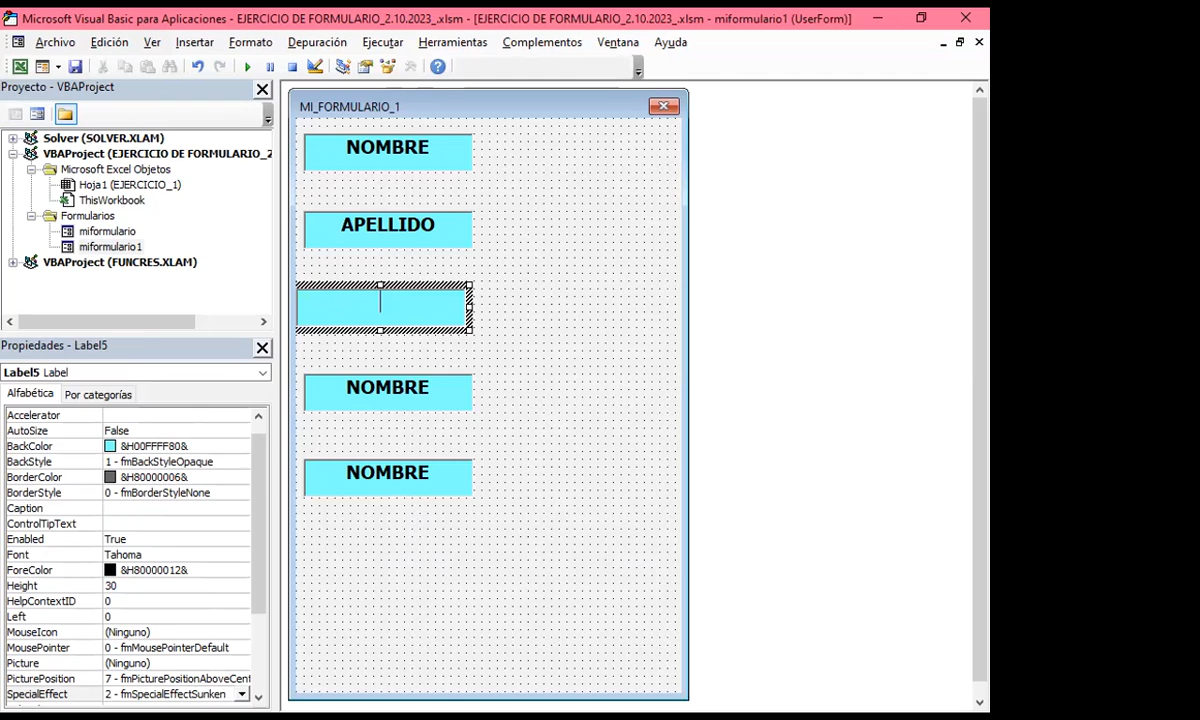 Microsoft Visual Basic para Aplicaciones - EJERCICIO DE FORMULARIO_2.10.2023_.xlsm - [EJERCICIO DE FORMULARIO_2.10.2023_.xlsm - miformulario1 (UserForm)]
Archivo Edición Ver Insertar Formato Depuración Ejecutar Herramientas Complementos Ventana Ayuda
Proyecto - VBAProject
Solver (SOLVER.XLAM)
VBAProject (EJERCICIO DE FORMULARIO_2
Microsoft Excel Objetos
Hoja1 (EJERCICIO_1)
ThisWorkbook
Formularios
miformulario
miformulario1
VBAProject (FUNCRES.XLAM)
Propiedades - Label5
Label5 Label
Alfabética Por categorías
Accelerator
AutoSize False
BackColor &H00FFFF80&
BackStyle 1 - fmBackStyleOpaque
BorderColor &H80000006&
BorderStyle 0 - fmBorderStyleNone
Caption
ControlTipText
Enabled True
Font Tahoma
ForeColor &H80000012&
Height 30
HelpContextID 0
Left 0
MouseIcon (Ninguno)
MousePointer 0 - fmMousePointerDefault
Picture (Ninguno)
PicturePosition 7 - fmPicturePositionAboveCent
SpecialEffect 2 - fmSpecialEffectSunken
MI_FORMULARIO_1
NOMBRE
APELLIDO
NOMBRE
NOMBRE